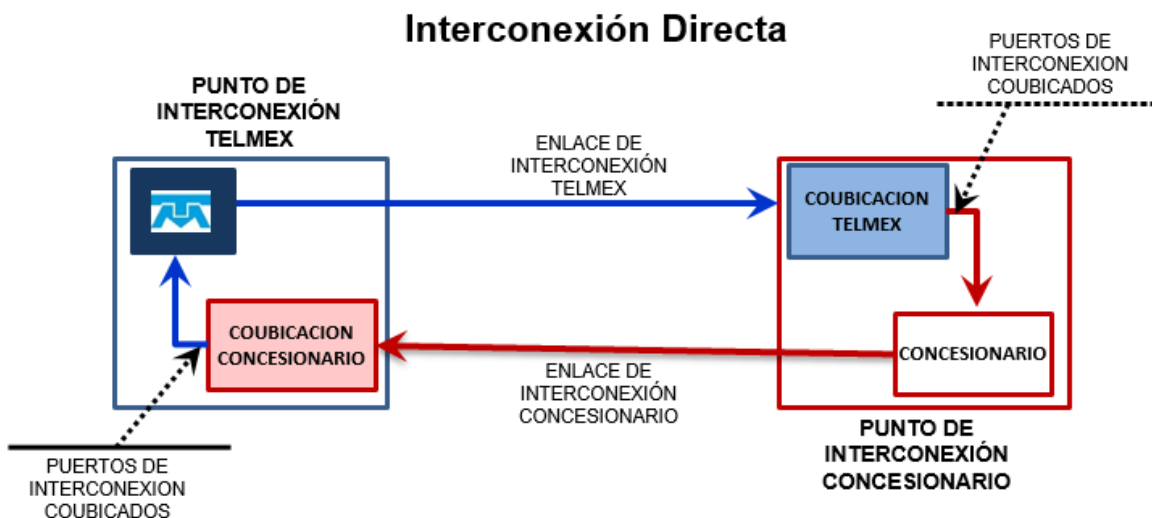 Interconexión Directa
PUERTOS DE
INTERCONEXION
COUBICADOS
PUNTO DE
INTERCONEXIÓN
TELMEX
ENLACE DE
INTERCONEXIÓN
TELMEX
COUBICACION
TELMEX
COUBICACION
CONCESIONARIO
CONCESIONARIO
ENLACE DE
INTERCONEXIÓN
CONCESIONARIO
PUNTO DE
INTERCONEXIÓN
CONCESIONARIO
PUERTOS DE
INTERCONEXION
COUBICADOS